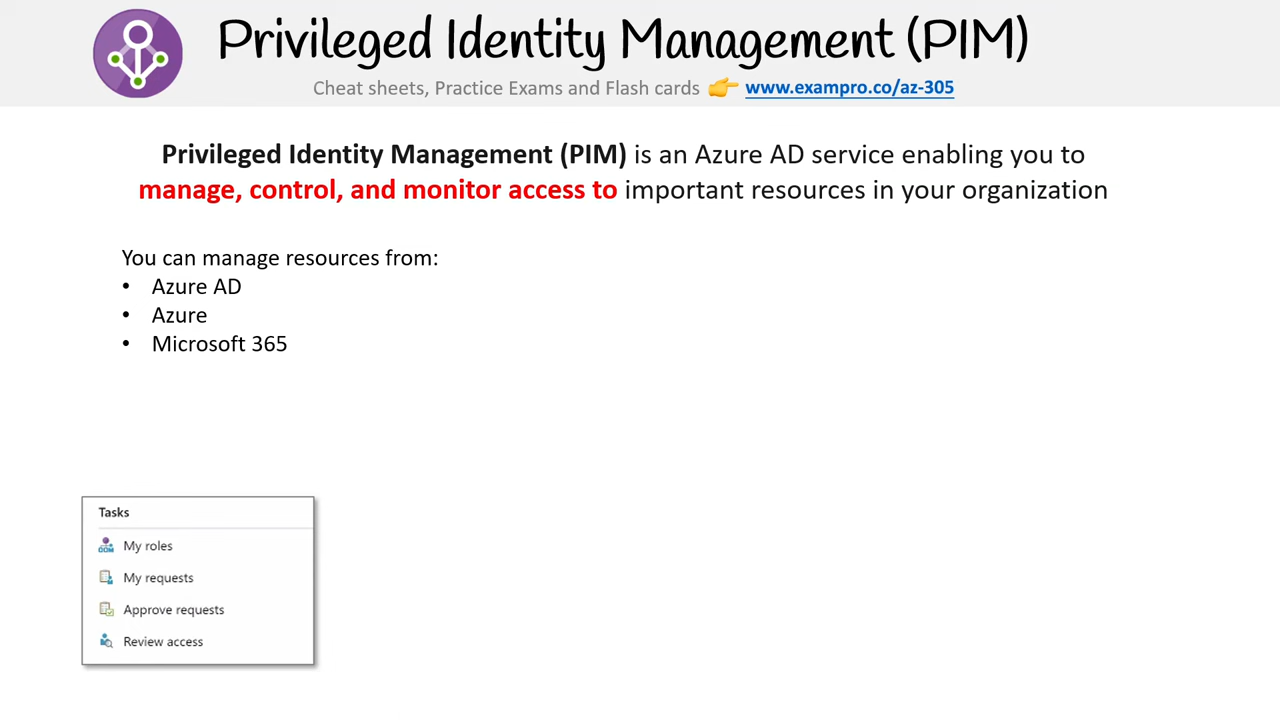 Privileged Identity Management (PIM)
Cheat sheets, Practice Exams and Flash cards 👉 www.exampro.co/az-305
Privileged Identity Management (PIM) is an Azure AD service enabling you to
manage, control, and monitor access to important resources in your organization
You can manage resources from:
• Azure AD
• Azure
• Microsoft 365
Tasks
My roles
My requests
Approve requests
Review access